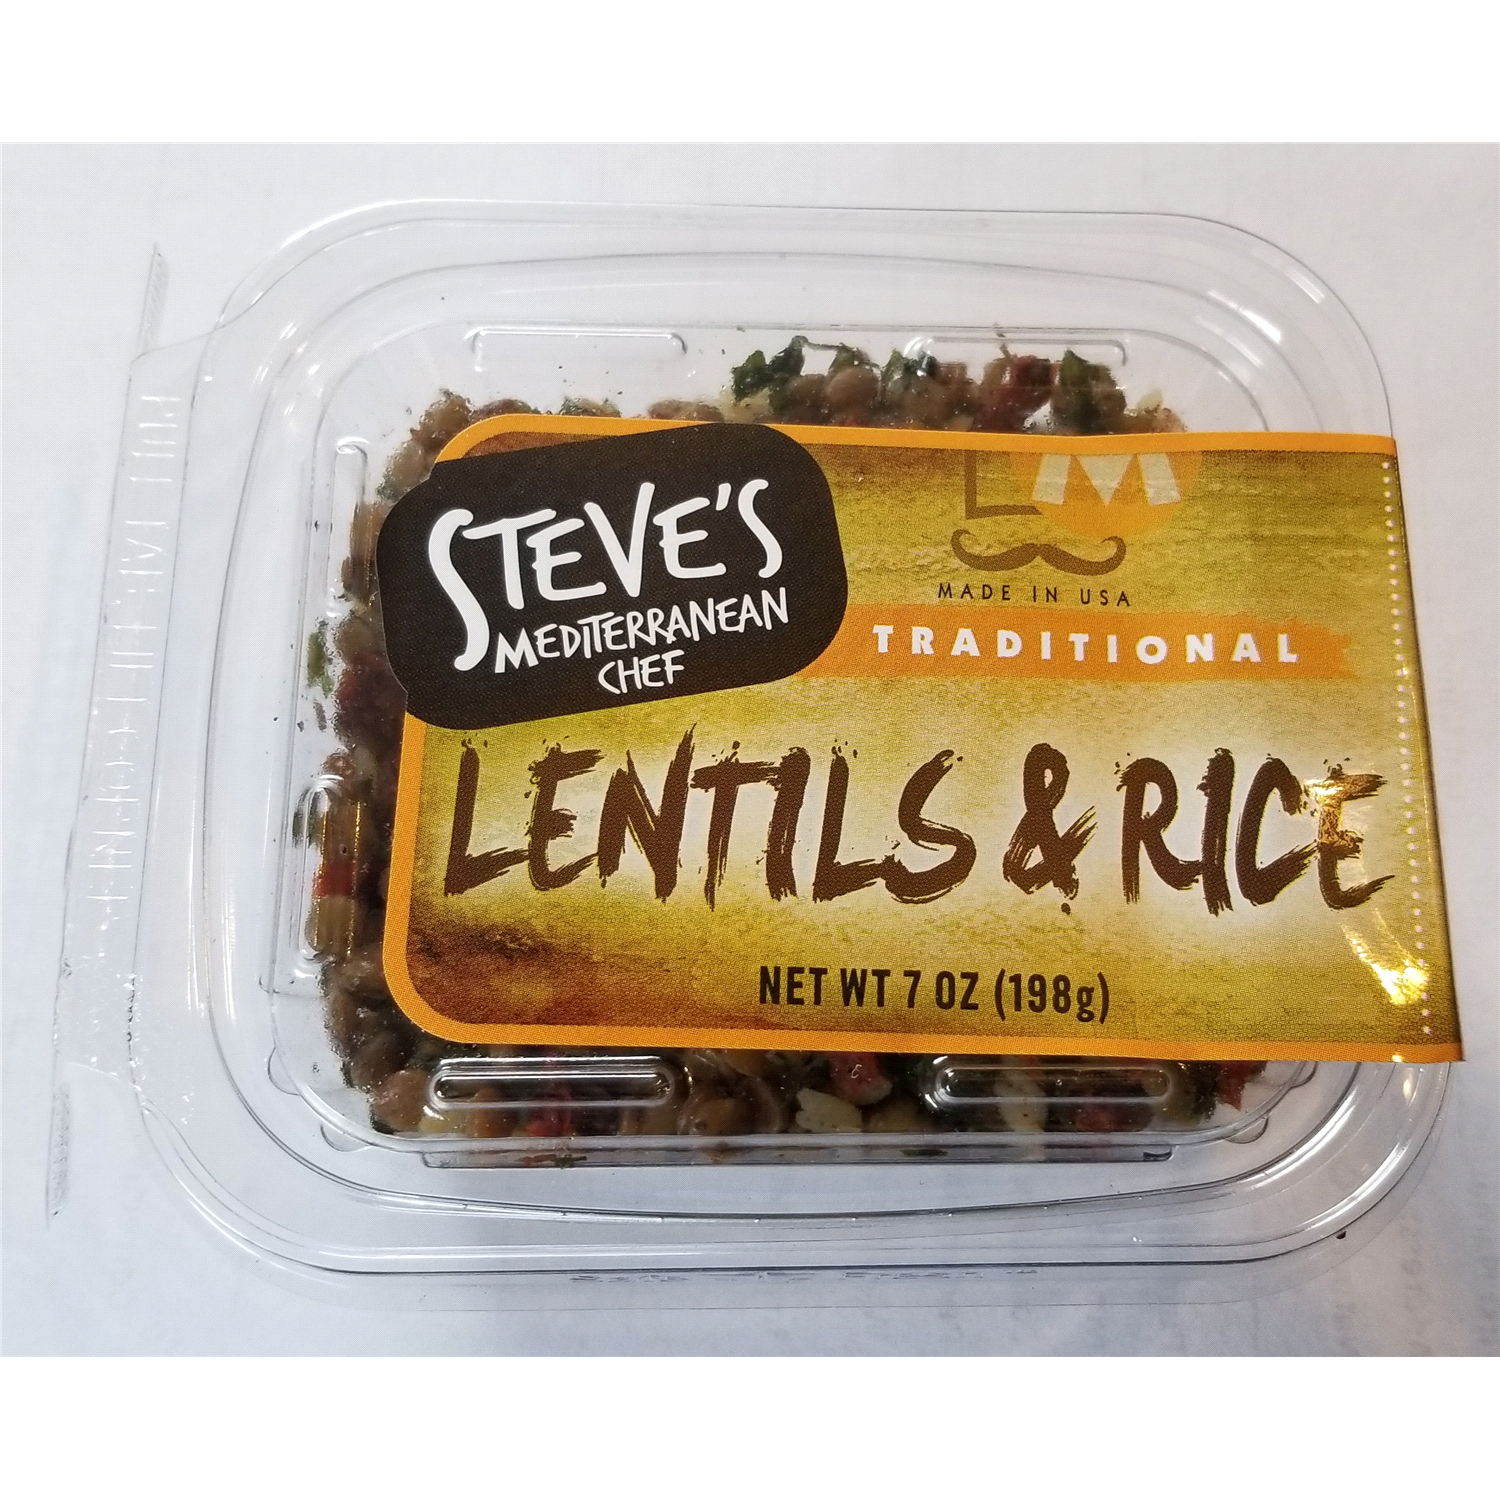 STEVE'S
MEDITERRANEAN
CHEF
M
MADE IN USA
TRADITIONAL
LENTILS & RICE
NET WT 7 OZ (198g)